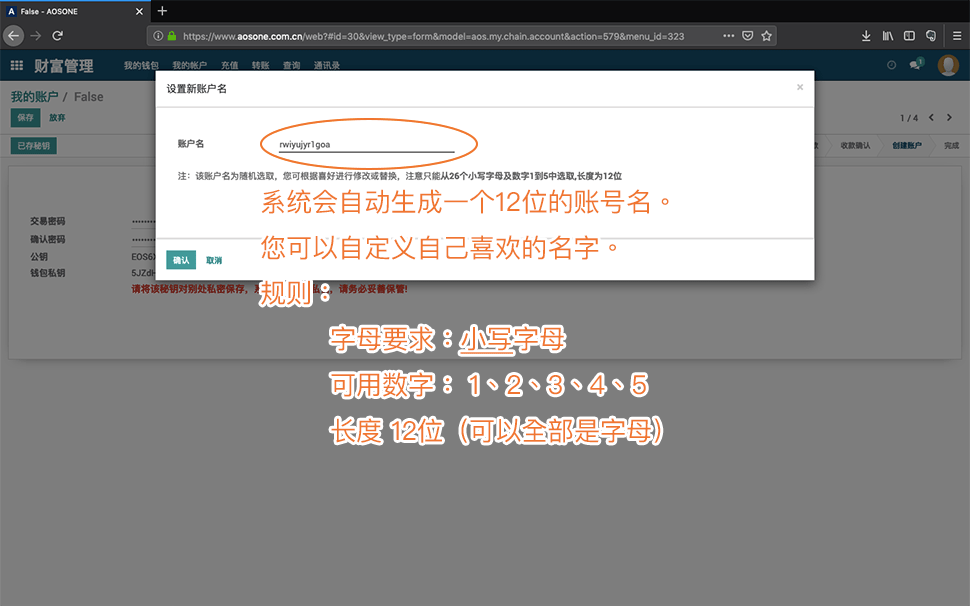 False - AOSONE
https://www.aosone.com.cn/web?#id=30&view_type=form&model=aos.my.chain.account&action=579&menu_id=323
财富管理 我的钱包 我的帐户 充值 转账 查询 通讯录 1
我的账户 / False
保存 放弃 1 / 4
已存秘钥 收款确认 创建账户 完成
设置新账户名 ×
账户名 rwiyujyr1goa
注：该账户名为随机选取，您可根据喜好进行修改或替换，注意只能从26个小写字母及数字1到5中选取,长度为12位
系统会自动生成一个12位的账号名。
交易密码
确认密码
您可以自定义自己喜欢的名字。
公钥 EOS6
确认 取消
钱包私钥 5JZd
请将该秘钥对别处私密保存，
请务必妥善保管!
规则：
字母要求：小写字母
可用数字：1、2、3、4、5
长度 12位（可以全部是字母）